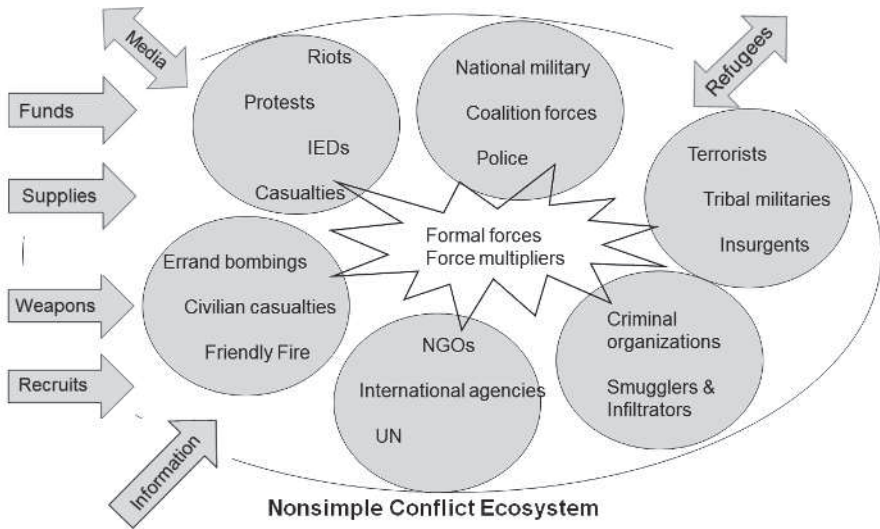 Media
Refugees
Funds
Supplies
Weapons
Recruits
Information
Riots
Protests
IEDs
Casualties
National military
Coalition forces
Police
Terrorists
Tribal militaries
Insurgents
Formal forces
Force multipliers
Errand bombings
Civilian casualties
Friendly Fire
NGOs
International agencies
UN
Criminal
organizations
Smugglers &
Infiltrators
Nonsimple Conflict Ecosystem